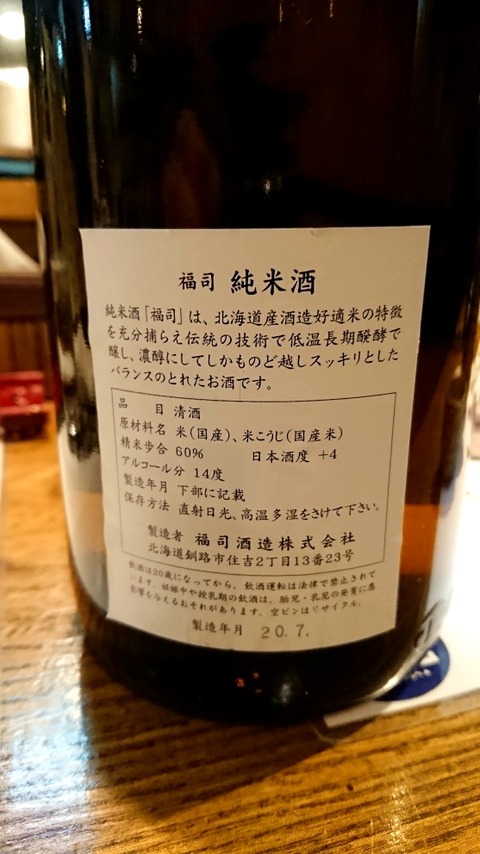 福司 純米酒
純米酒「福司」は、北海道産酒造好適米の特徴
を充分捕らえ伝統の技術で低温長期醗酵で
醸し、濃醇にしてしかものど越しスッキリとした
バランスのとれたお酒です。
品目 清酒
原材料名 米(国産)、米こうじ(国産米)
精米歩合 60% 日本酒度 +4
アルコール分 14度
製造年月 下部に記載
保存方法 直射日光、高温多湿をさけて下さい。
製造者 福司酒造株式会社
北海道釧路市住吉2丁目13番23号
飲酒は20歳になってから。飲酒運転は法律で禁止されて
います。妊娠中や授乳期の飲酒は、胎児・乳児の発育に悪
影響を与えるおそれがあります。空ビンはリサイクル。
製造年月 20.7.